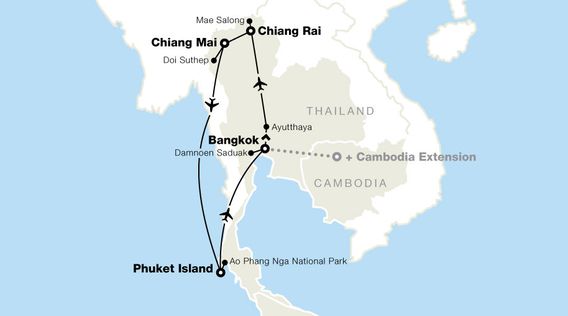 Mae Salong
Chiang Rai
Chiang Mai
Doi Suthep
THAILAND
Ayutthaya
Bangkok
Damnoen Saduak
+ Cambodia Extension
CAMBODIA
Ao Phang Nga National Park
Phuket Island